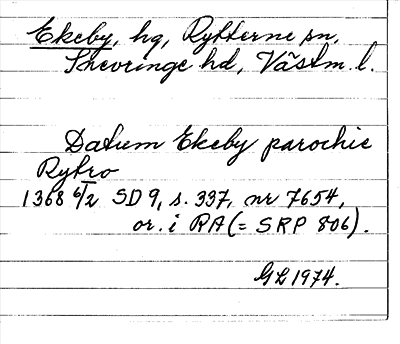 Ekeby, hg, Rytterne sn,
Snevringe hd, Västm. l.
Datum Ekeby parochie
Rytro
1368 6/2 SD 9, s. 337, nr 7654,
or. i RA (= SRP 806).
GL 1974.